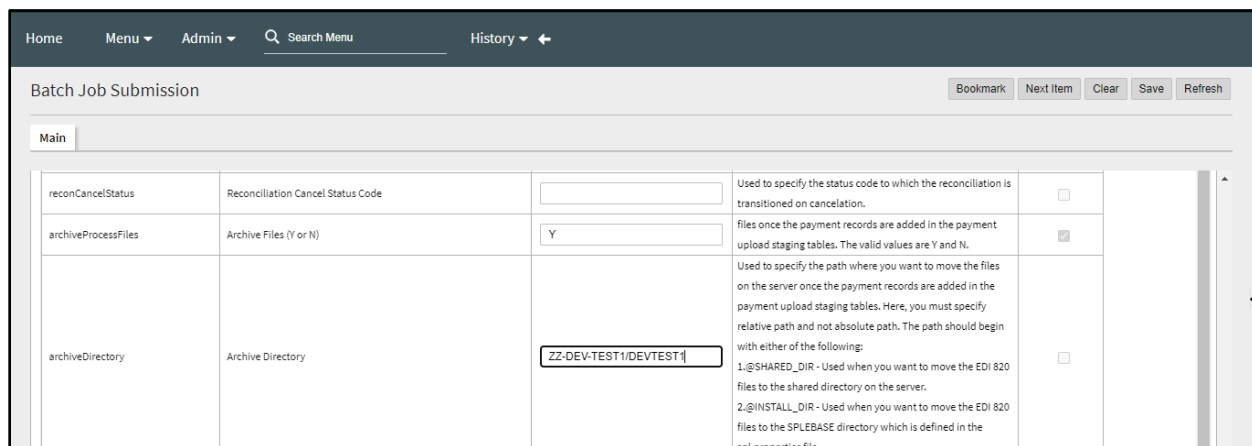 Home Menu Admin Search Menu History
Batch Job Submission Bookmark Next Item Clear Save Refresh
Main
reconCancelStatus Reconciliation Cancel Status Code
Used to specify the status code to which the reconciliation is
transitioned on cancelation.
archiveProcessFiles Archive Files (Y or N) Y
files once the payment records are added in the payment
upload staging tables. The valid values are Y and N.
archiveDirectory Archive Directory ZZ-DEV-TEST1/DEVTEST1
Used to specify the path where you want to move the files
on the server once the payment records are added in the
payment upload staging tables. Here, you must specify
relative path and not absolute path. The path should begin
with either of the following:
1.@SHARED_DIR - Used when you want to move the EDI 820
files to the shared directory on the server.
2.@INSTALL_DIR - Used when you want to move the EDI 820
files to the SPLEBASE directory which is defined in the